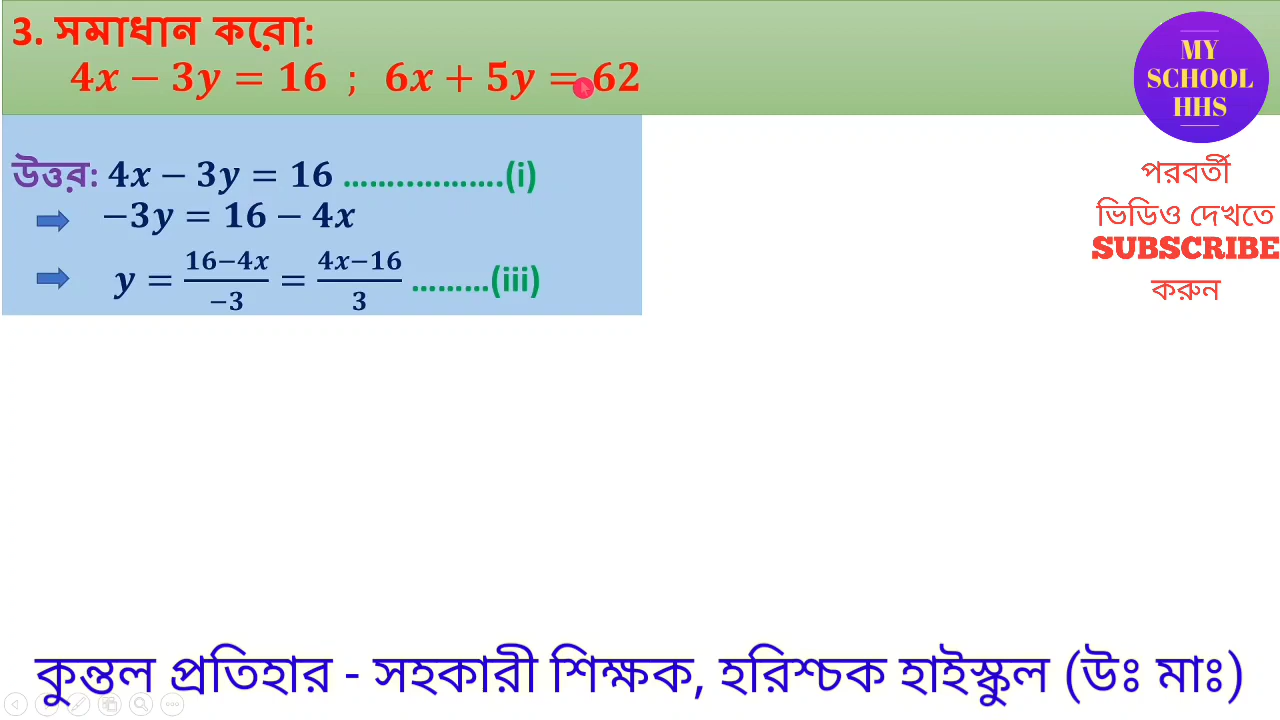 3. সমাধান করো:
4x − 3y = 16 ; 6x + 5y = 62
MY
SCHOOL
HHS
উত্তর: 4x − 3y = 16 ………………(i)
−3y = 16 − 4x
y = (16−4x)/(−3) = (4x−16)/3 ………(iii)
পরবর্তী
ভিডিও দেখতে
SUBSCRIBE
করুন
কুন্তল প্রতিহার - সহকারী শিক্ষক, হরিশ্চক হাইস্কুল (উঃ মাঃ)